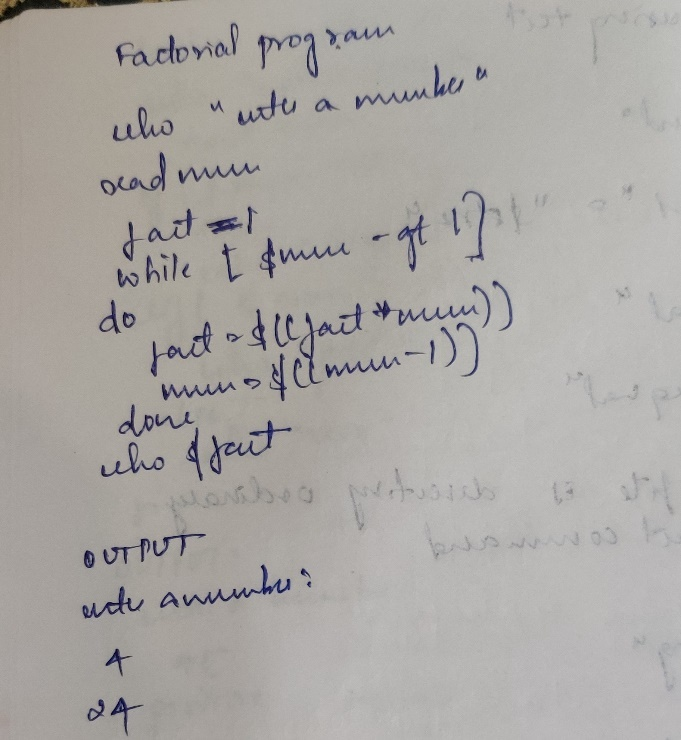 Factorial program
echo "enter a number"
read num
fact=1
while [ $num -gt 1]
do
fact=$((fact*num))
num=$((num-1))
done
echo $fact
OUTPUT
enter a number:
4
24